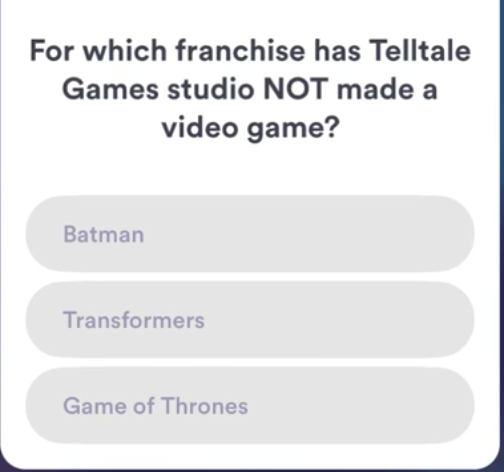 For which franchise has Telltale
Games studio NOT made a
video game?
Batman
Transformers
Game of Thrones